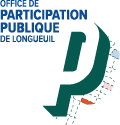 OFFICE DE
PARTICIPATION
PUBLIQUE
DE LONGUEUIL
P